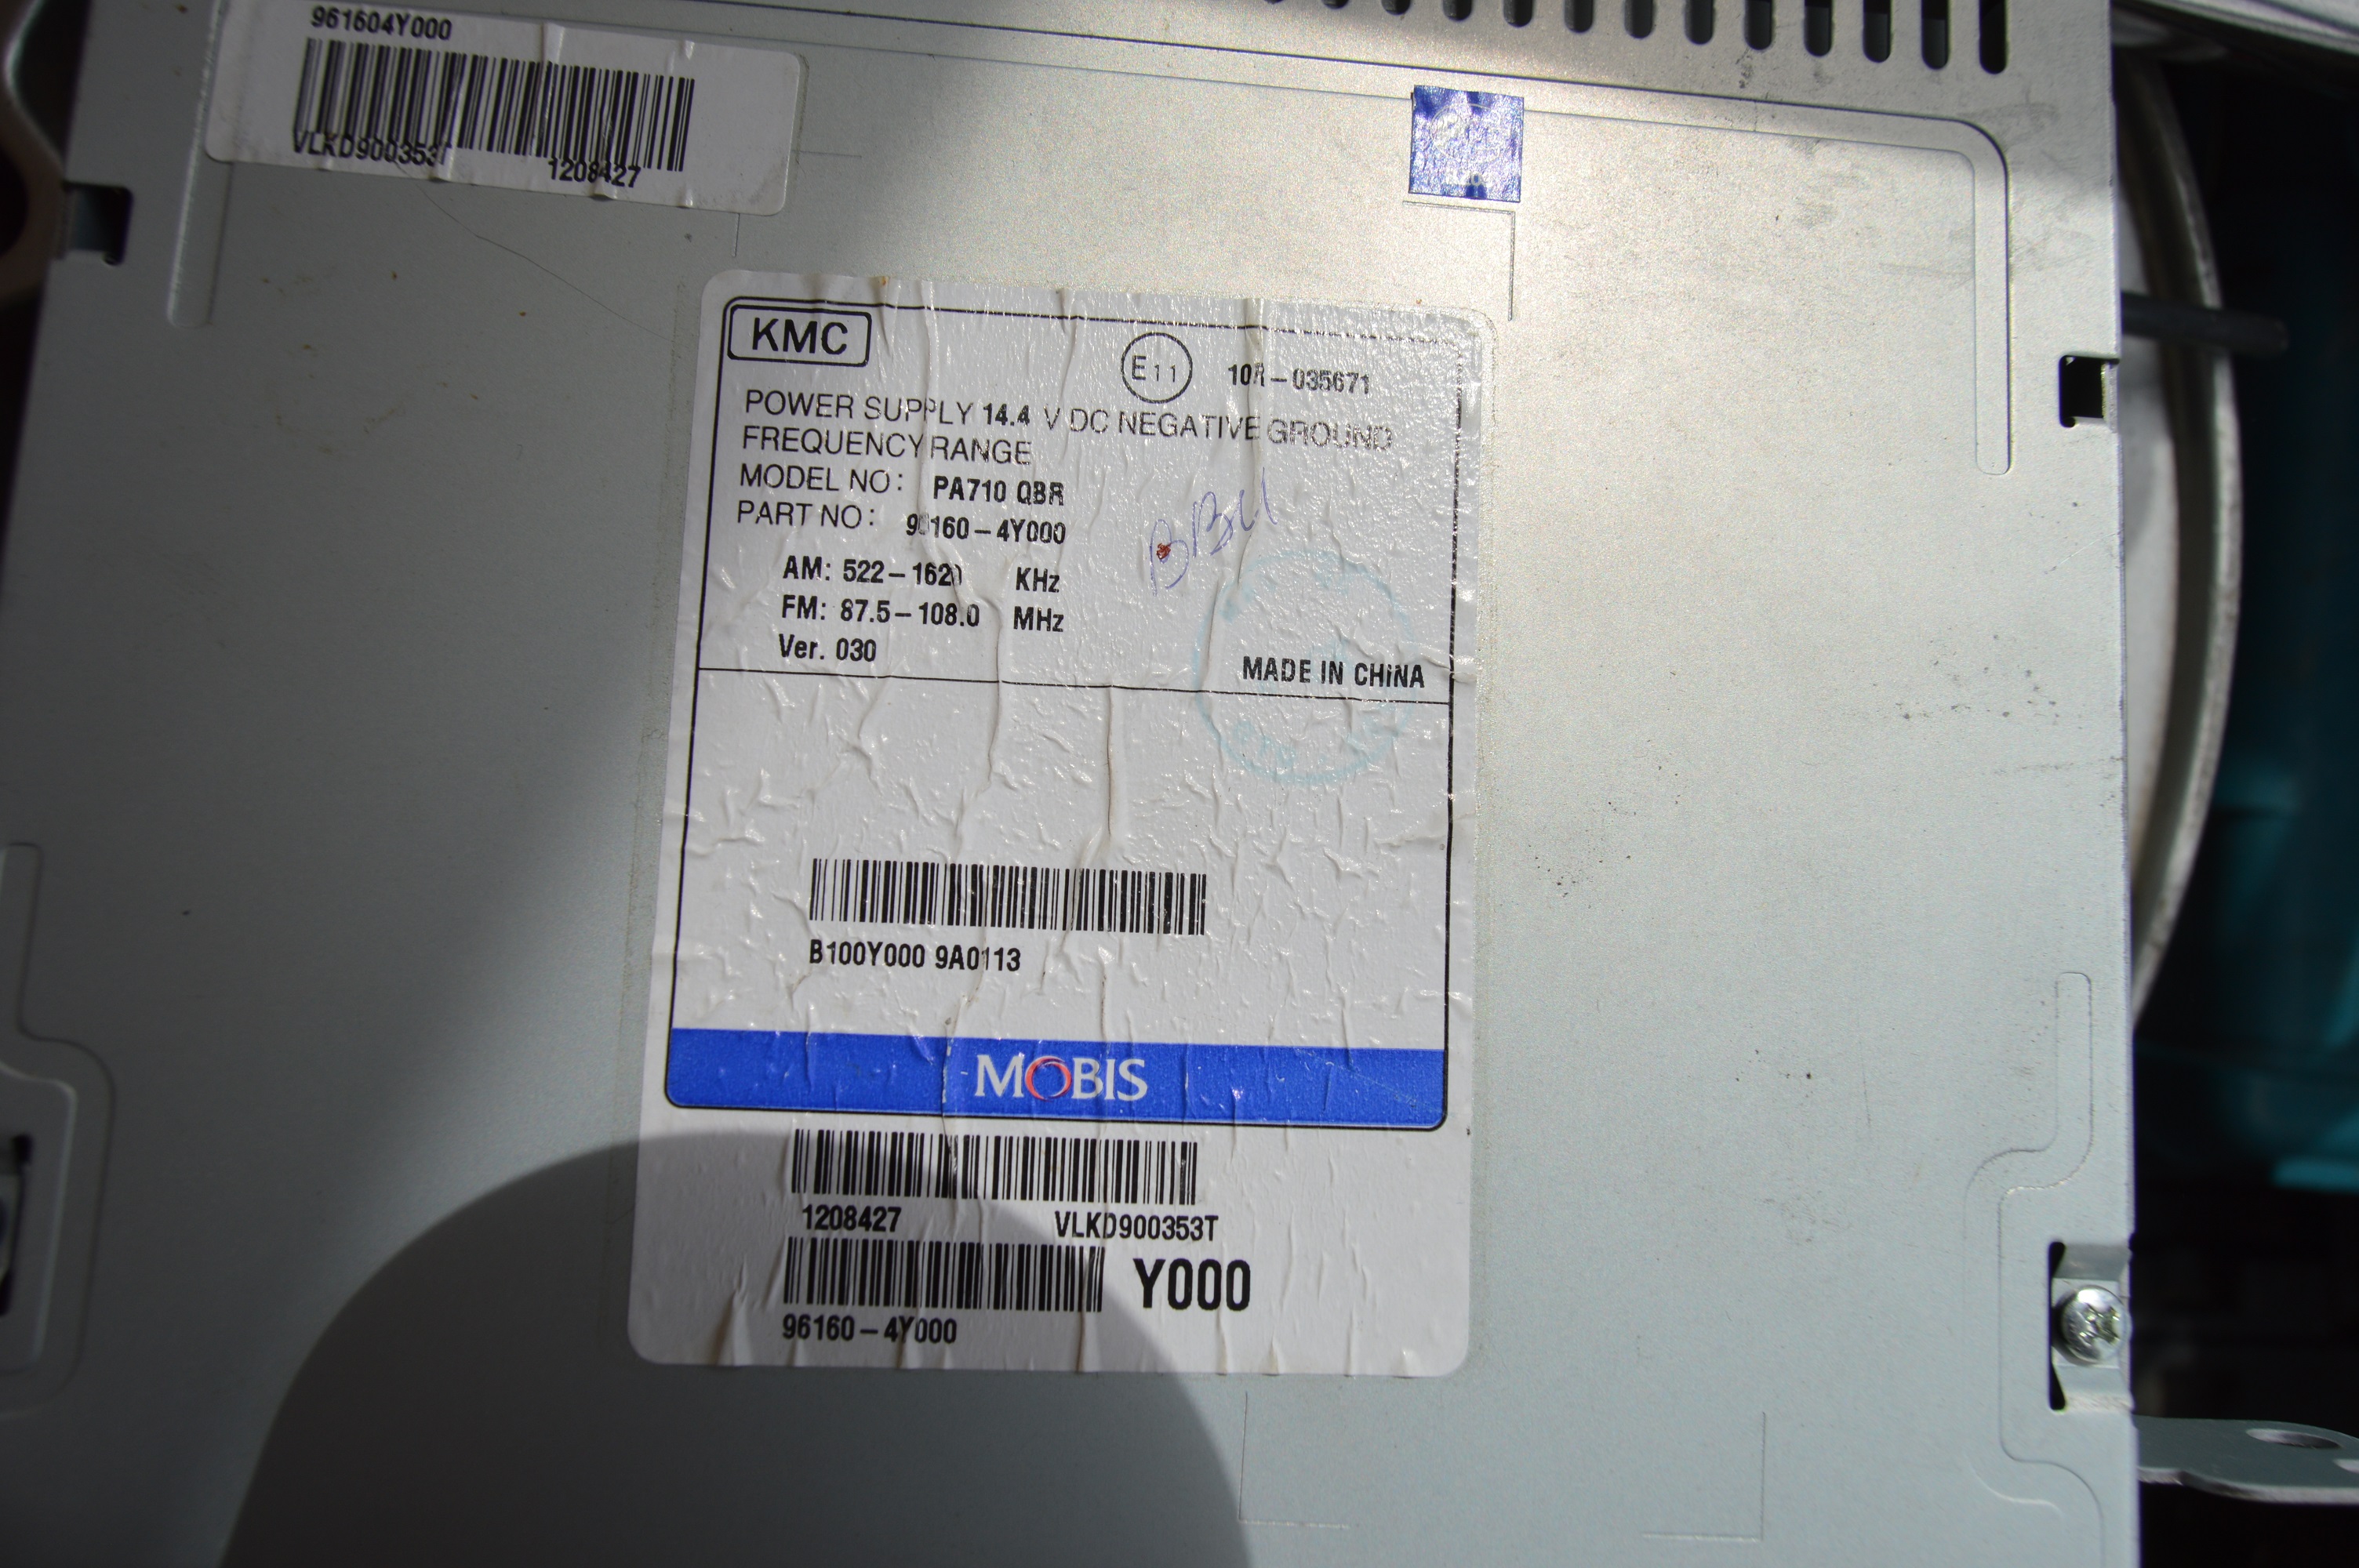 961604Y000
VLKD900353T
1208427
KMC
E11 10R-035671
POWER SUPPLY 14.4 V DC NEGATIVE GROUND
FREQUENCY RANGE
MODEL NO: PA710 QBR
PART NO: 96160-4Y000
AM: 522-1620 KHz
FM: 87.5-108.0 MHz
Ver. 030
MADE IN CHINA
B100Y000 9A0113
MOBIS
1208427 VLKD900353T
Y000
96160-4Y000